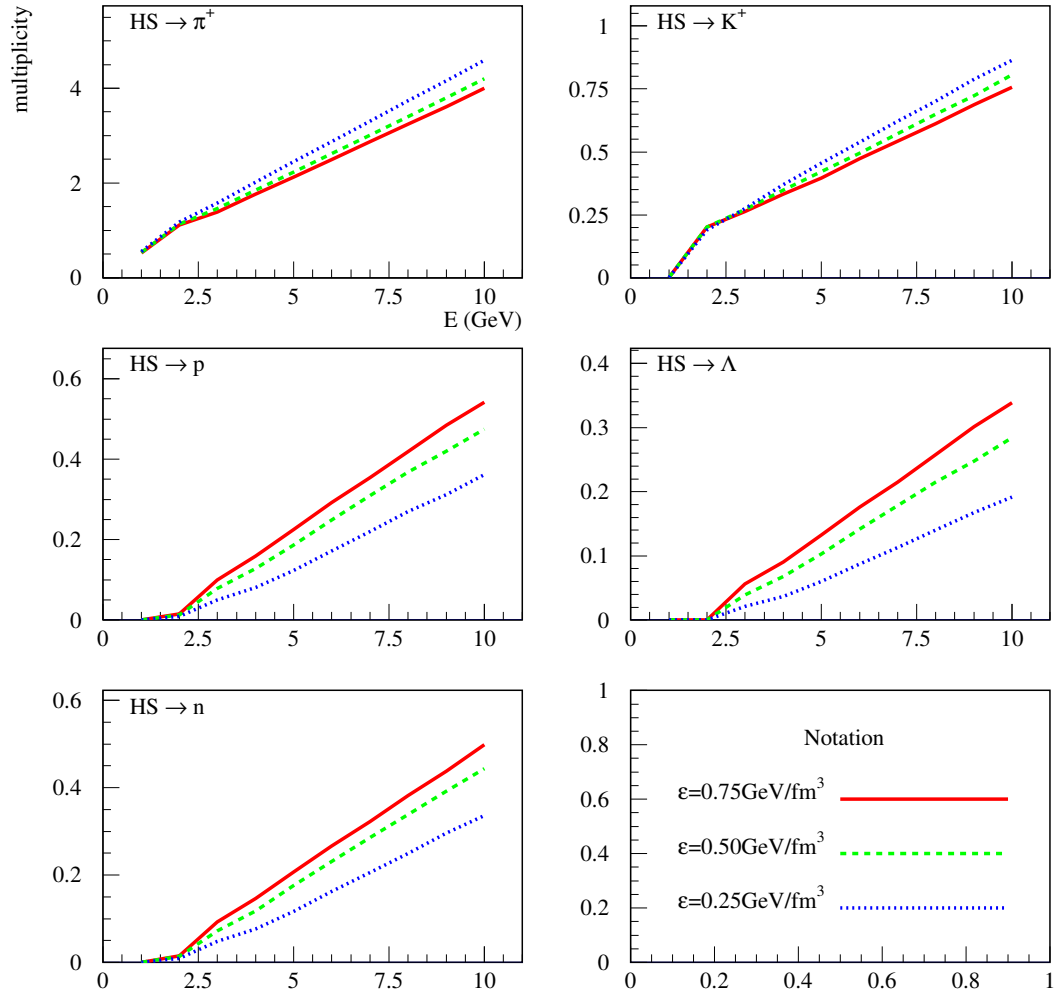 multiplicity
HS → π⁺
4
2
0
0 2.5 5 7.5 10
E (GeV)
HS → K⁺
1
0.75
0.5
0.25
0
0 2.5 5 7.5 10
HS → p
0.6
0.4
0.2
0
0 2.5 5 7.5 10
HS → Λ
0.4
0.3
0.2
0.1
0
0 2.5 5 7.5 10
HS → n
0.6
0.4
0.2
0
0 2.5 5 7.5 10
1
0.8
0.6
0.4
0.2
0
0 0.2 0.4 0.6 0.8 1
Notation
ε=0.75GeV/fm³
ε=0.50GeV/fm³
ε=0.25GeV/fm³